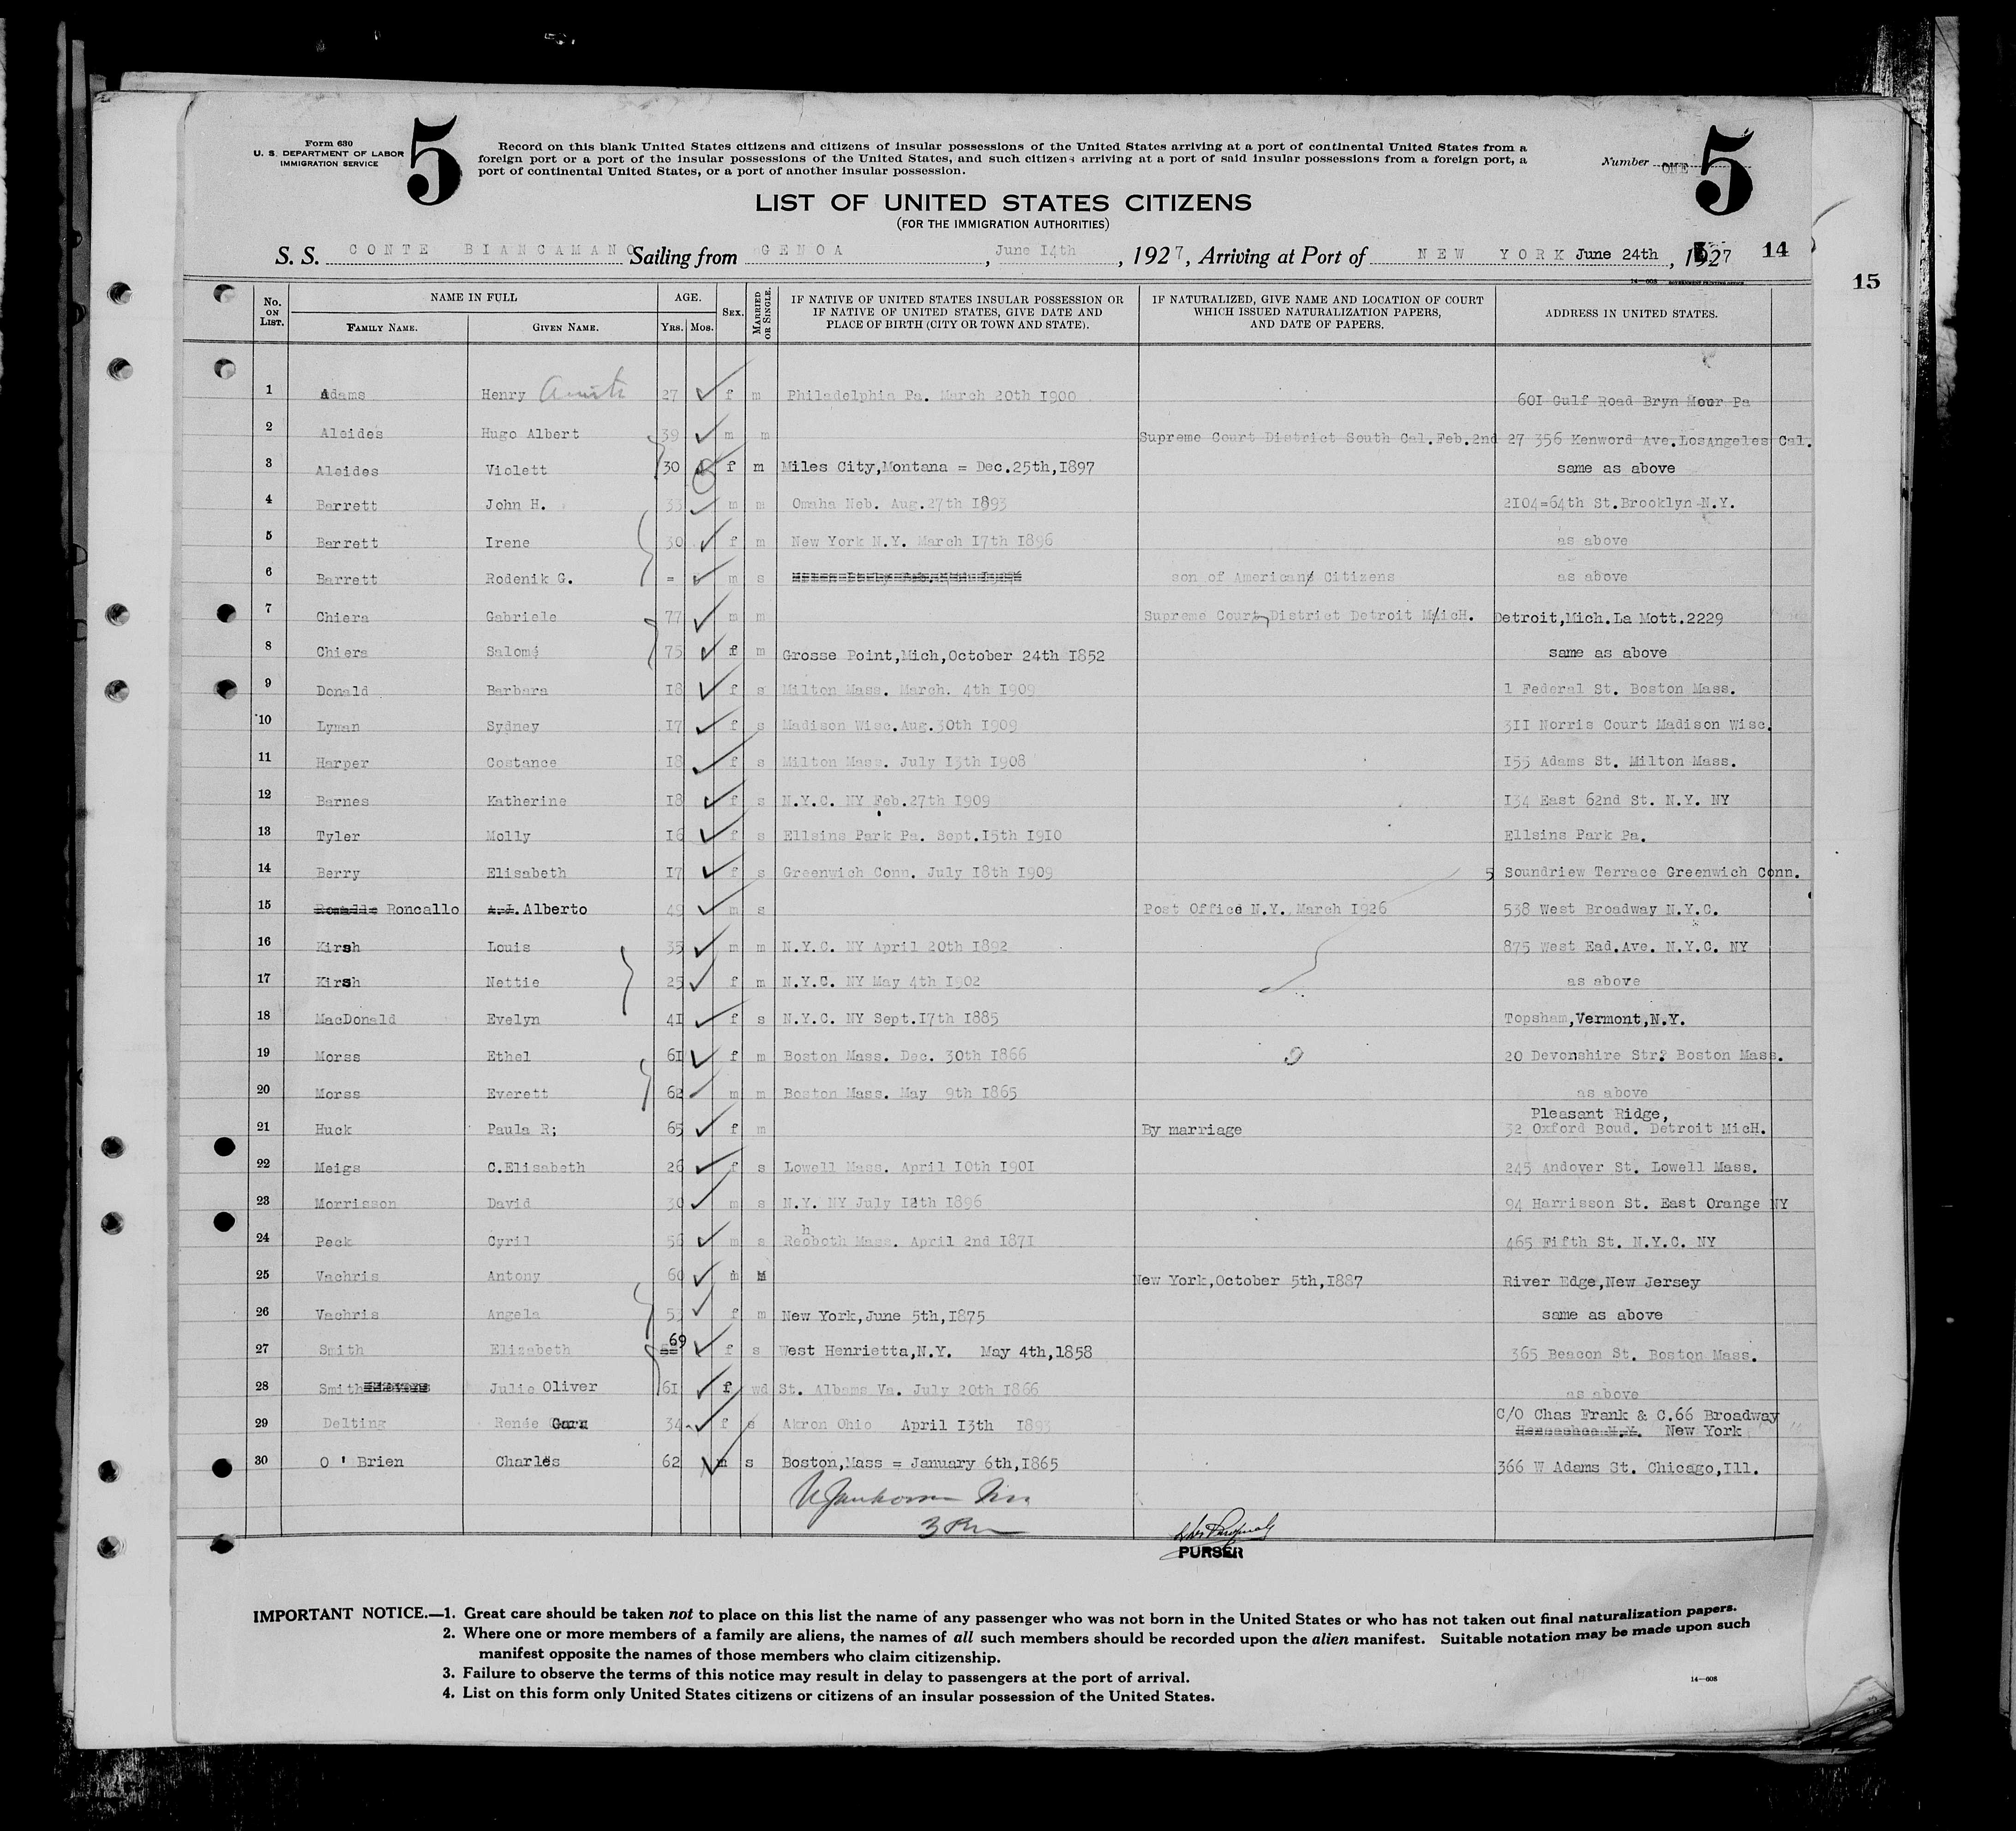 Form 630
U. S. DEPARTMENT OF LABOR
IMMIGRATION SERVICE
5
Record on this blank United States citizens and citizens of insular possessions of the United States arriving at a port of continental United States from a
foreign port or a port of the insular possessions of the United States, and such citizens arriving at a port of said insular possessions from a foreign port, a
port of continental United States, or a port of another insular possession.
Number ONE
5
LIST OF UNITED STATES CITIZENS
(FOR THE IMMIGRATION AUTHORITIES)
S. S. CONTE BIANCAMANO Sailing from GENOA, June 14th, 1927, Arriving at Port of NEW YORK June 24th, 1927
14
15
14—608 GOVERNMENT PRINTING OFFICE
No. ON LIST. NAME IN FULL AGE. Sex. MARRIED OR SINGLE. IF NATIVE OF UNITED STATES INSULAR POSSESSION OR IF NATIVE OF UNITED STATES, GIVE DATE AND PLACE OF BIRTH (CITY OR TOWN AND STATE). IF NATURALIZED, GIVE NAME AND LOCATION OF COURT WHICH ISSUED NATURALIZATION PAPERS, AND DATE OF PAPERS. ADDRESS IN UNITED STATES.
FAMILY NAME. GIVEN NAME. YRS. MOS.
1 Adams Henry 27 f m Philadelphia Pa. March 20th 1900 601 Gulf Road Bryn Mour Pa
2 Aleides Hugo Albert 39 m m Supreme Court District South Cal.Feb.2nd 27 356 Kenword Ave.LosAngeles Cal.
3 Aleides Violett 30 f m Miles City,Montana = Dec.25th,1897 same as above
4 Barrett John H. 33 m m Omaha Neb. Aug.27th 1893 2104=64th St.Brooklyn-N.Y.
5 Barrett Irene 30 f m New York N.Y. March 17th 1896 as above
6 Barrett Rodenik G. = m s son of Americans Citizens as above
7 Chiera Gabriele 77 m m Supreme Court District Detroit MicH. Detroit,Mich.La Mott.2229
8 Chiera Salomé 75 f m Grosse Point,Mich,October 24th 1852 same as above
9 Donald Barbara 18 f s Milton Mass. March. 4th 1909 1 Federal St. Boston Mass.
10 Lyman Sydney 17 f s Madison Wisc.Aug.30th 1909 311 Norris Court Madison Wisc.
11 Harper Costance 18 f s Milton Mass. July 13th 1908 155 Adams St. Milton Mass.
12 Barnes Katherine 18 f s N.Y.C. NY Feb.27th 1909 134 East 62nd St. N.Y. NY
13 Tyler Molly 16 f s Ellsins Park Pa. Sept.15th 1910 Ellsins Park Pa.
14 Berry Elisabeth 17 f s Greenwich Conn. July 18th 1909 5 Soundriew Terrace Greenwich Conn.
15 Roncallo A.J. Alberto 49 m s Post Office N.Y. March 1926 538 West Broadway N.Y.C.
16 Kirsh Louis 35 m m N.Y.C. NY April 20th 1892 875 West Ead.Ave. N.Y.C. NY
17 Kirsh Nettie 25 f m N.Y.C. NY May 4th 1902 as above
18 MacDonald Evelyn 41 f s N.Y.C. NY Sept.17th 1885 Topsham,Vermont,N.Y.
19 Morss Ethel 61 f m Boston Mass. Dec. 30th 1866 20 Devonshire Str. Boston Mass.
20 Morss Everett 62 m m Boston Mass. May 9th 1865 as above
Pleasant Ridge,
21 Huck Paula R; 65 f m By marriage 32 Oxford Boud. Detroit MicH.
22 Meigs C.Elisabeth 26 f s Lowell Mass. April 10th 1901 245 Andover St. Lowell Mass.
23 Morrisson David 30 m s N.Y. NY July 12th 1896 94 Harrisson St. East Orange NY
24 Peck Cyril 56 m s Rehoboth Mass. April 2nd 1871 465 Fifth St. N.Y.C. NY
25 Vachris Antony 60 m M New York,October 5th,1887 River Edge,New Jersey
26 Vachris Angela 53 f m New York,June 5th,1875 same as above
27 Smith Elizabeth 69 f s West Henrietta,N.Y. May 4th,1858 365 Beacon St. Boston Mass.
28 Smith Julie Oliver 61 f wd St. Albams Va. July 20th 1866 as above
29 Delting Renée Gara 34 f s Akron Ohio April 13th 1893 C/O Chas Frank & C.66 Broadway
New York
30 O ' Brien Charles 62 m s Boston,Mass = January 6th,1865 366 W Adams St. Chicago,Ill.
PURSER
IMPORTANT NOTICE.—1. Great care should be taken not to place on this list the name of any passenger who was not born in the United States or who has not taken out final naturalization papers.
2. Where one or more members of a family are aliens, the names of all such members should be recorded upon the alien manifest. Suitable notation may be made upon such
manifest opposite the names of those members who claim citizenship.
3. Failure to observe the terms of this notice may result in delay to passengers at the port of arrival.
4. List on this form only United States citizens or citizens of an insular possession of the United States.
14—608